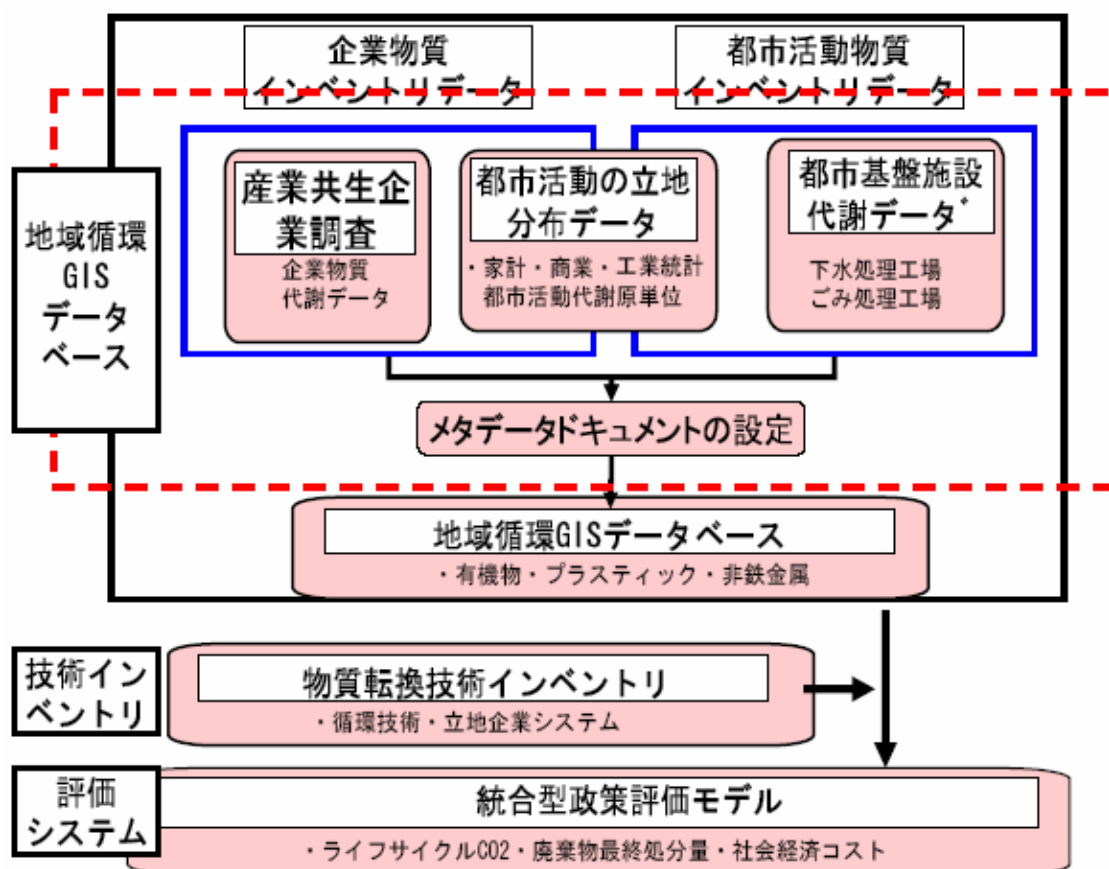 企業物質
インベントリデータ
都市活動物質
インベントリデータ
地域循環
GIS
データ
ベース
産業共生企
業調査
企業物質
代謝データ
都市活動の立地
分布データ
・家計・商業・工業統計
都市活動代謝原単位
都市基盤施設
代謝データ
下水処理工場
ごみ処理工場
メタデータドキュメントの設定
地域循環GISデータベース
・有機物・プラスティック・非鉄金属
技術イン
ベントリ
物質転換技術インベントリ
・循環技術・立地企業システム
評価
システム
統合型政策評価モデル
・ライフサイクルCO2・廃棄物最終処分量・社会経済コスト